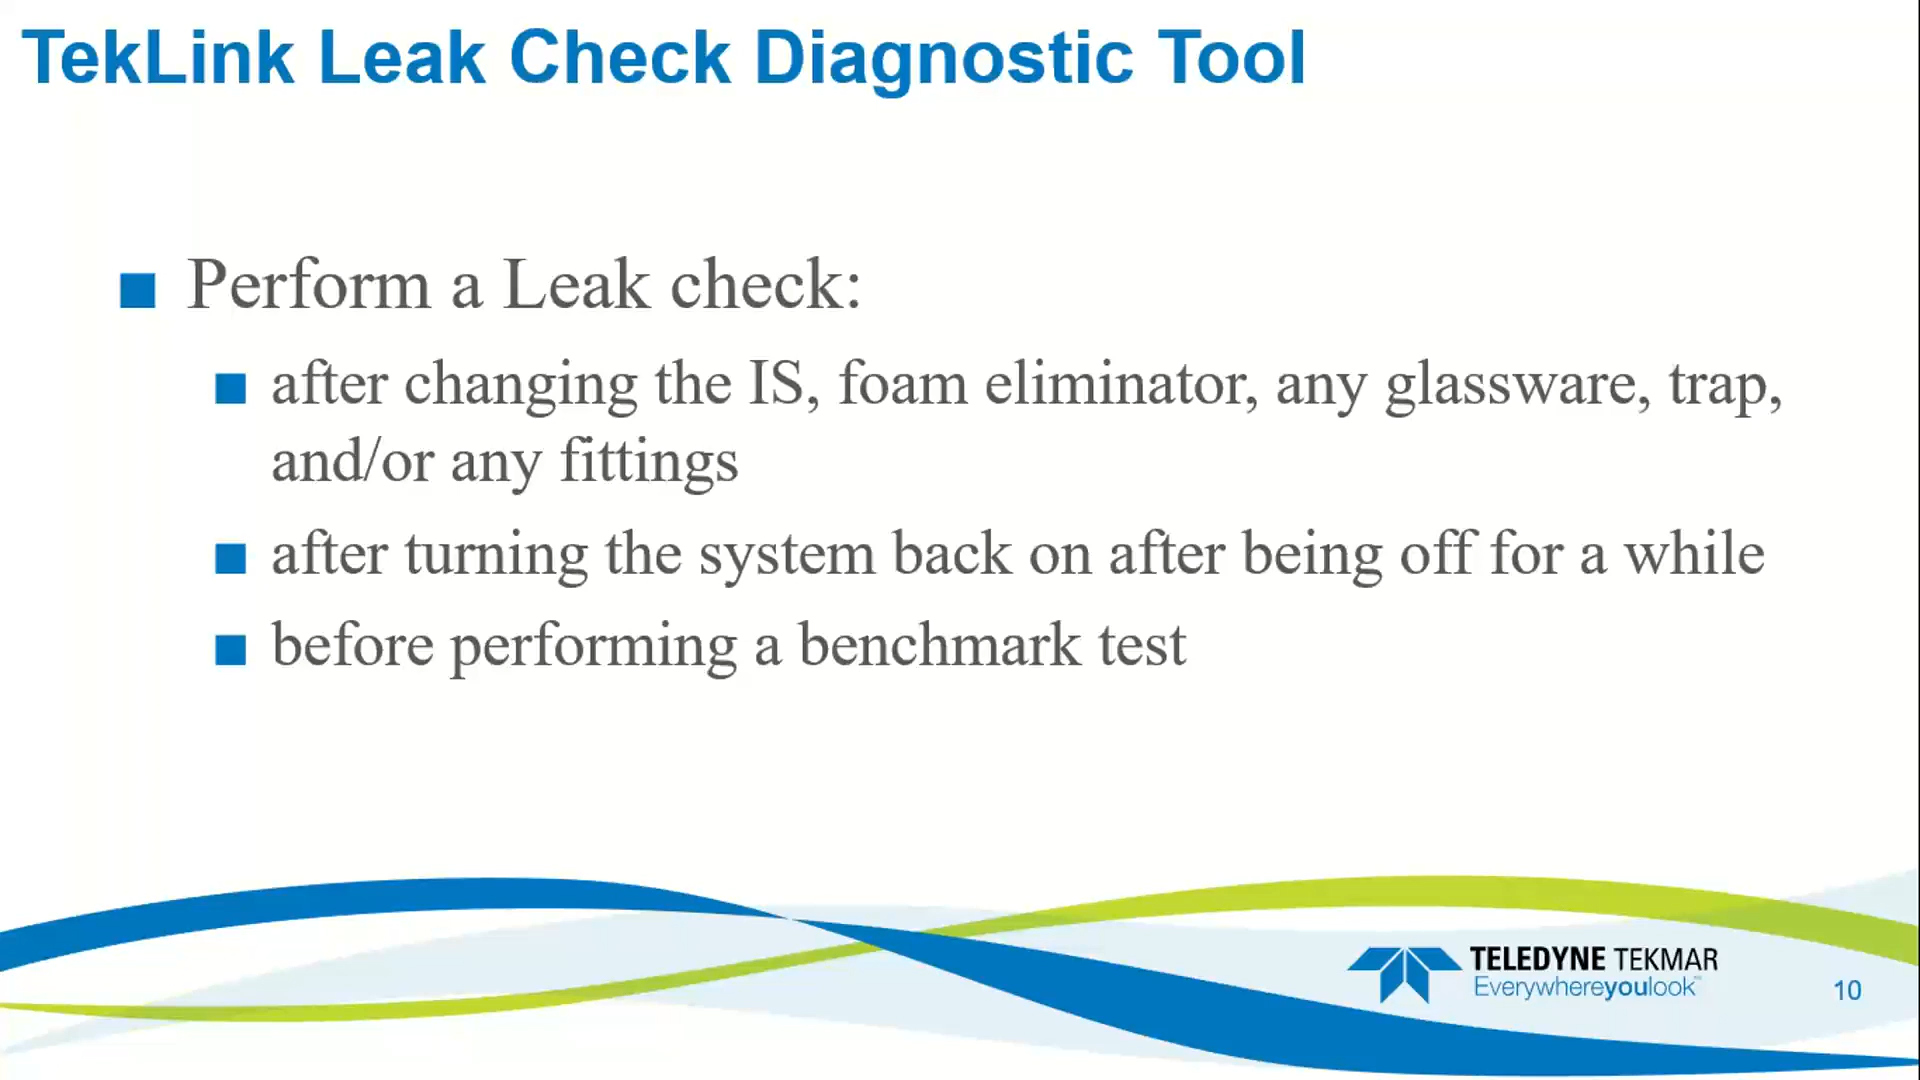 TekLink Leak Check Diagnostic Tool
Perform a Leak check:
after changing the IS, foam eliminator, any glassware, trap,
and/or any fittings
after turning the system back on after being off for a while
before performing a benchmark test
TELEDYNE TEKMAR
Everywhereyoulook™
10